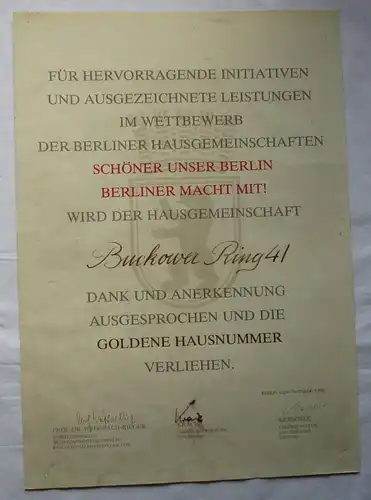 FÜR HERVORRAGENDE INITIATIVEN
UND AUSGEZEICHNETE LEISTUNGEN
IM WETTBEWERB
DER BERLINER HAUSGEMEINSCHAFTEN
SCHÖNER UNSER BERLIN
BERLINER MACHT MIT!
WIRD DER HAUSGEMEINSCHAFT
Buckower Ring 41
DANK UND ANERKENNUNG
AUSGESPROCHEN UND DIE
GOLDENE HAUSNUMMER
VERLIEHEN.